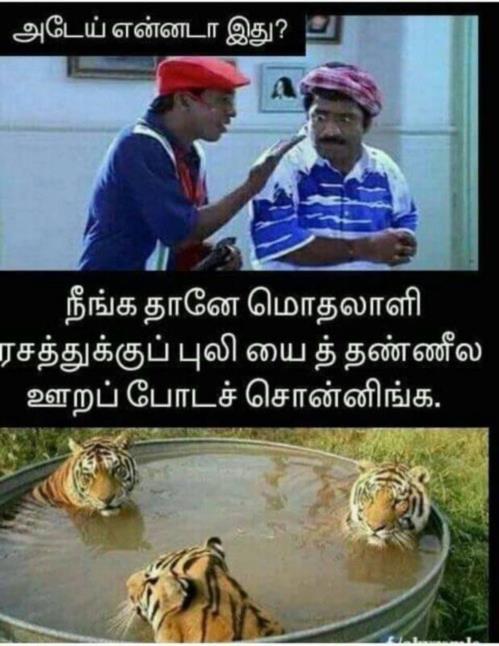 அடேய் என்னடா இது?
நீங்க தானே மொதலாளி
ரசத்துக்குப் புலி யை த் தண்ணீல
ஊறப் போடச் சொன்னிங்க.